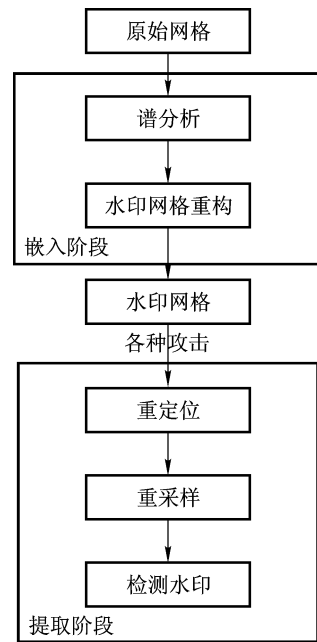 原始网格
谱分析
水印网格重构
嵌入阶段
水印网格
各种攻击
重定位
重采样
检测水印
提取阶段